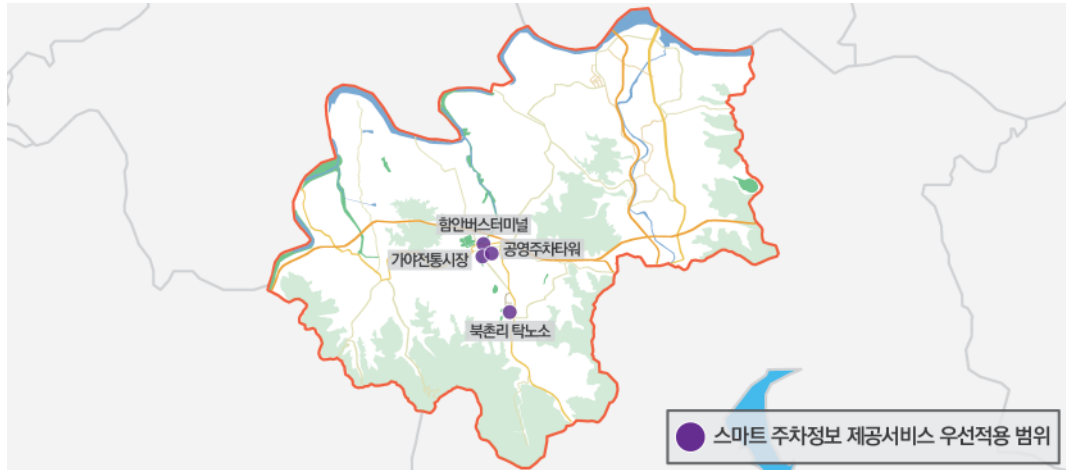 함안버스터미널
공영주차타워
가야전통시장
북촌리 탁노소
스마트 주차정보 제공서비스 우선적용 범위